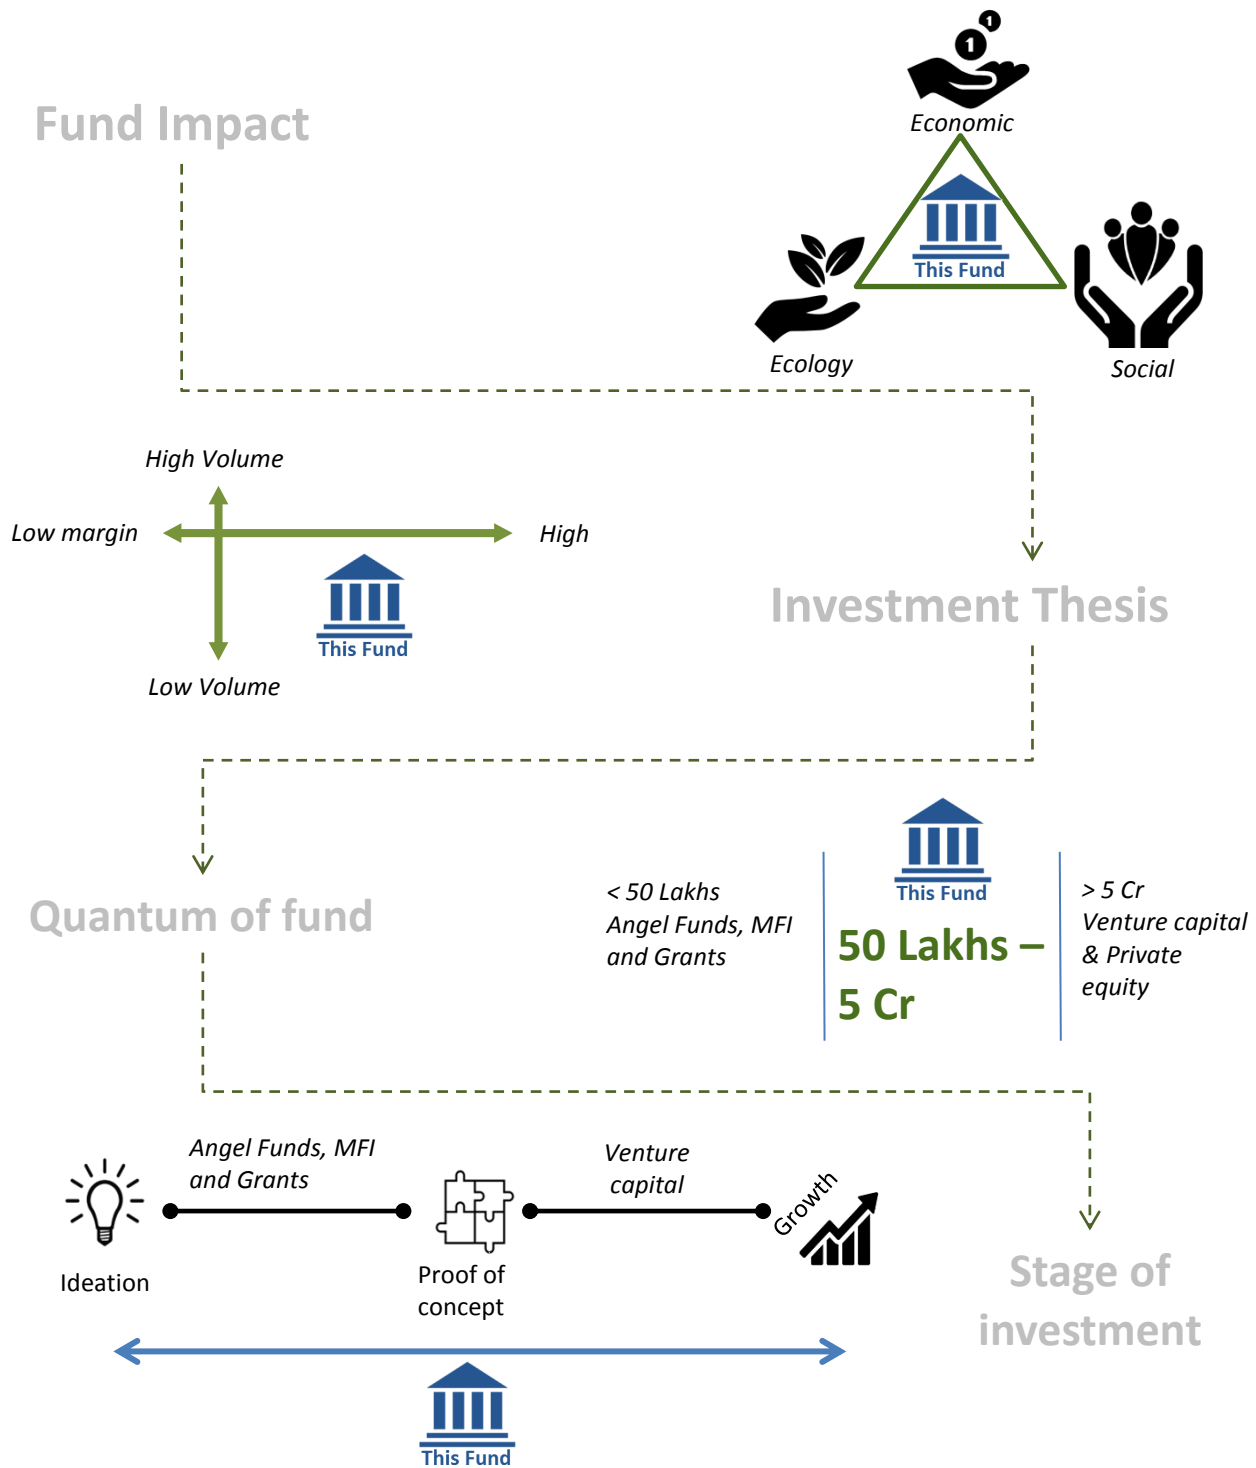 1
1
Economic
Fund Impact
This Fund
Ecology
Social
High Volume
Low margin
High
This Fund
Low Volume
Investment Thesis
This Fund
< 50 Lakhs
Angel Funds, MFI
and Grants
50 Lakhs –
5 Cr
> 5 Cr
Venture capital
& Private
equity
Quantum of fund
Angel Funds, MFI
and Grants
Venture
capital
Growth
Ideation
Proof of
concept
Stage of
investment
This Fund